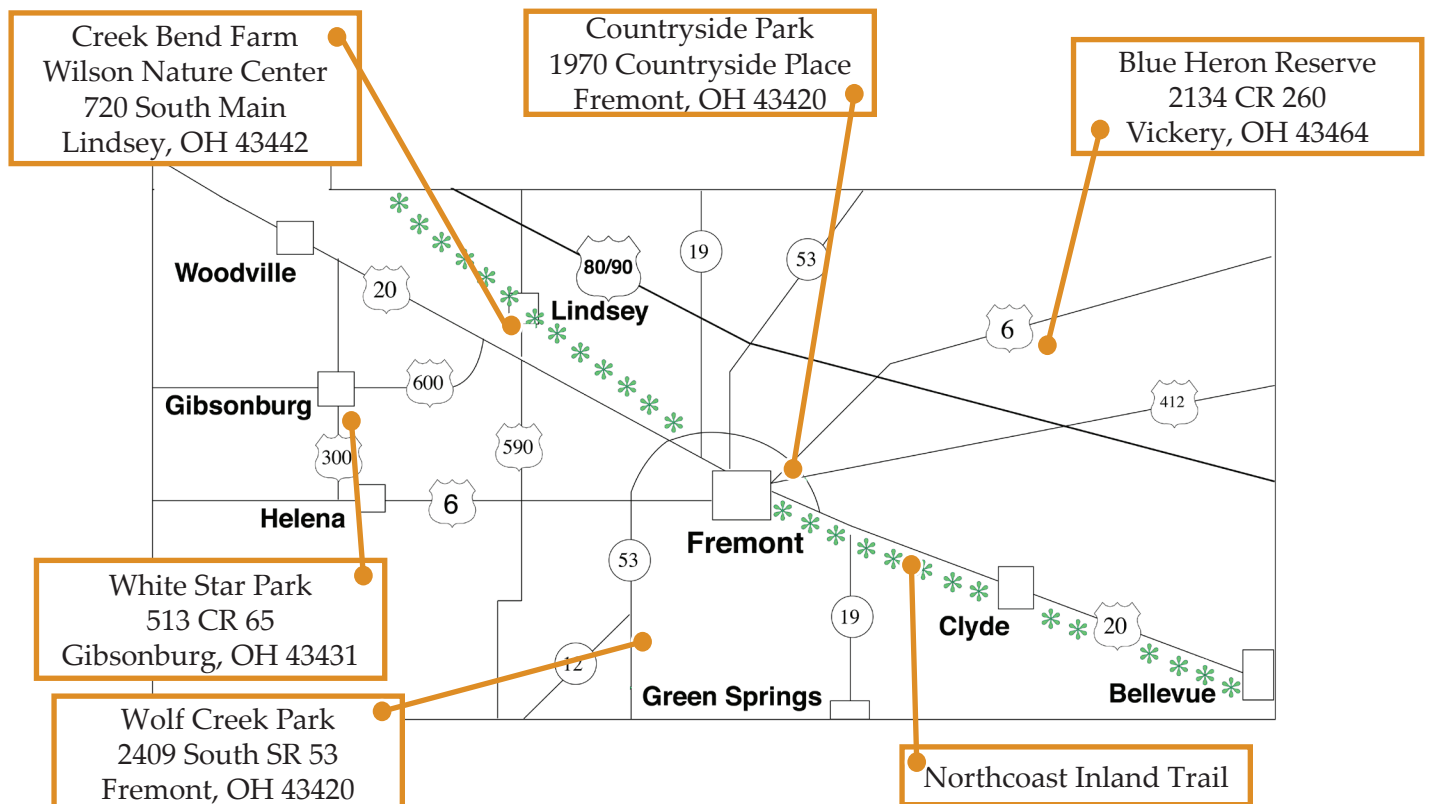 Creek Bend Farm
Wilson Nature Center
720 South Main
Lindsey, OH 43442
Countryside Park
1970 Countryside Place
Fremont, OH 43420
Blue Heron Reserve
2134 CR 260
Vickery, OH 43464
Woodville
20
80/90
19
53
Lindsey
6
600
Gibsonburg
412
300
590
Helena
6
Fremont
53
19
Clyde
20
12
Green Springs
Bellevue
White Star Park
513 CR 65
Gibsonburg, OH 43431
Wolf Creek Park
2409 South SR 53
Fremont, OH 43420
Northcoast Inland Trail